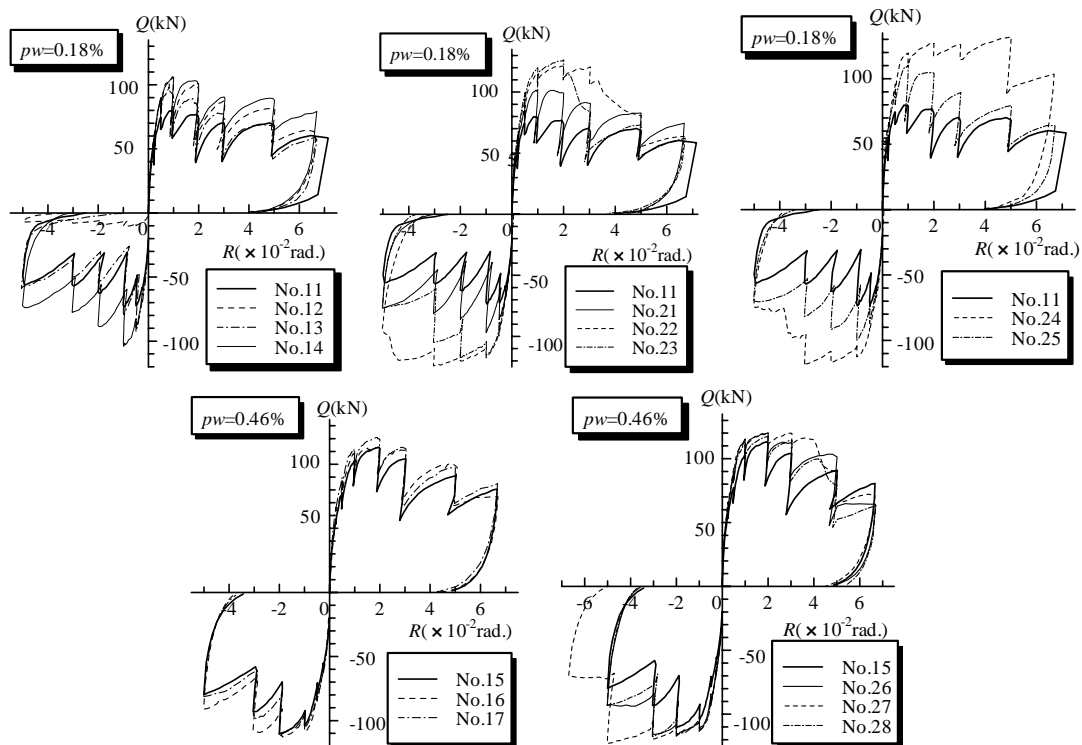 Q(kN)
pw=0.18%
100
50
0
-4 -2 0 2 4 6
R(×10-2rad.)
-50
-100
No.11
No.12
No.13
No.14
Q(kN)
pw=0.18%
100
50
0
-4 -2 0 2 4 6
R(×10-2rad.)
-50
-100
No.11
No.21
No.22
No.23
Q(kN)
pw=0.18%
100
50
0
-4 -2 0 2 4 6
R(×10-2rad.)
-50
-100
No.11
No.24
No.25
Q(kN)
pw=0.46%
100
50
0
-4 -2 0 2 4 6
R(×10-2rad.)
-50
-100
No.15
No.16
No.17
Q(kN)
pw=0.46%
100
50
0
-6 -4 -2 0 2 4 6
R(×10-2rad.)
-50
-100
No.15
No.26
No.27
No.28